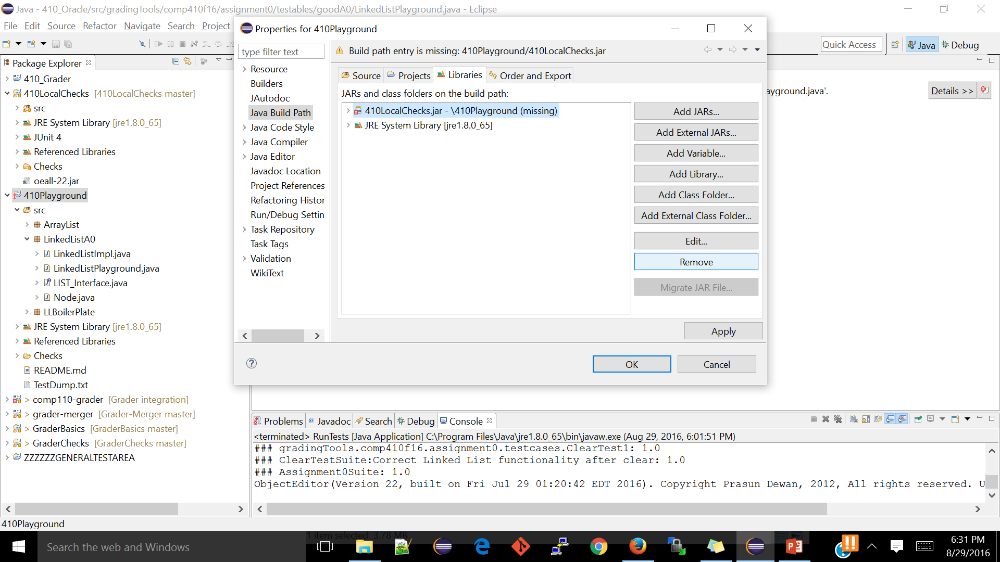 Java - 410_Oracle/src/gradingTools/comp410f16/assignment0/testables/goodA0/LinkedListPlayground.java - Eclipse
File Edit Source Refactor Navigate Search Project
Quick Access
Java
Debug
Package Explorer
410_Grader
410LocalChecks [410LocalChecks master]
src
JRE System Library [jre1.8.0_65]
JUnit 4
Referenced Libraries
Checks
oeall-22.jar
410Playground
src
ArrayList
LinkedListA0
LinkedListImpl.java
LinkedListPlayground.java
LIST_Interface.java
Node.java
LLBoilerPlate
JRE System Library [jre1.8.0_65]
Referenced Libraries
Checks
README.md
TestDump.txt
> comp110-grader [Grader integration]
> grader-merger [Grader-Merger master]
> GraderBasics [GraderBasics master]
> GraderChecks [GraderChecks master]
ZZZZZZGENERALTESTAREA
410Playground
Properties for 410Playground
type filter text
Resource
Builders
JAutodoc
Java Build Path
Java Code Style
Java Compiler
Java Editor
Javadoc Location
Project References
Refactoring Histor
Run/Debug Settin
Task Repository
Task Tags
Validation
WikiText
Build path entry is missing: 410Playground/410LocalChecks.jar
Source Projects Libraries Order and Export
JARs and class folders on the build path:
410LocalChecks.jar - \410Playground (missing)
JRE System Library [jre1.8.0_65]
Add JARs...
Add External JARs...
Add Variable...
Add Library...
Add Class Folder...
Add External Class Folder...
Edit...
Remove
Migrate JAR File...
Apply
OK
Cancel
ayground.java'.
Details >>
Problems Javadoc Search Debug Console
<terminated> RunTests [Java Application] C:\Program Files\Java\jre1.8.0_65\bin\javaw.exe (Aug 29, 2016, 6:01:51 PM)
### gradingTools.comp410f16.assignment0.testcases.ClearTest1: 1.0
### ClearTestSuite:Correct Linked List functionality after clear: 1.0
### Assignment0Suite: 1.0
ObjectEditor(Version 22, built on Fri Jul 29 01:20:42 EDT 2016). Copyright Prasun Dewan, 2012, All rights reserved. U
1 item selected 3.78 MB
Search the web and Windows
6:31 PM
8/29/2016